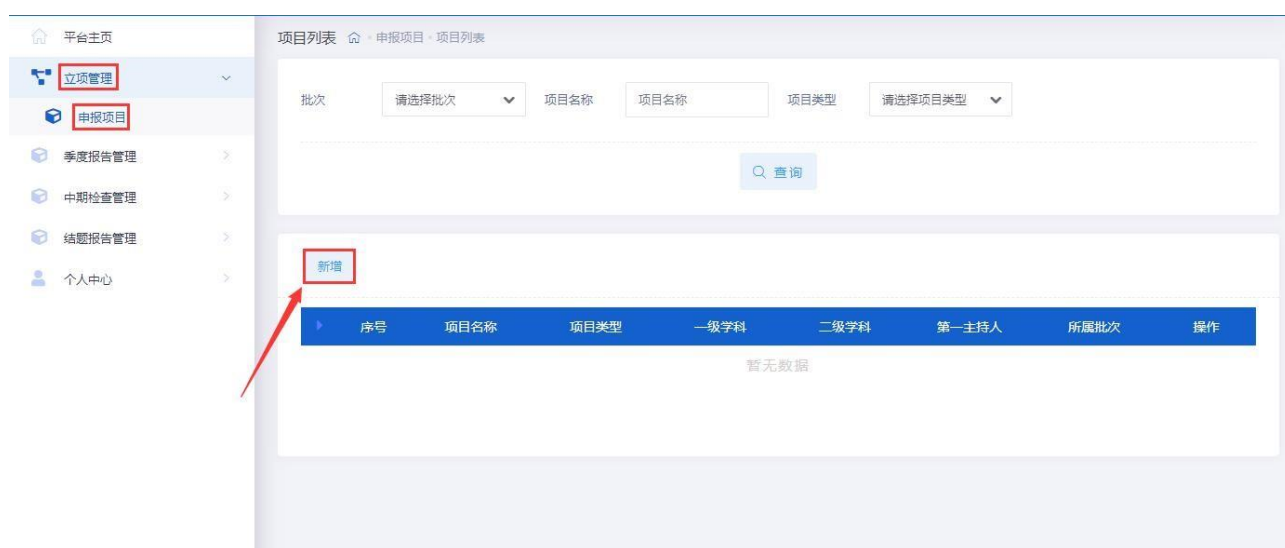 平台主页
立项管理
申报项目
季度报告管理
中期检查管理
结题报告管理
个人中心
项目列表 申报项目 项目列表
批次 请选择批次 项目名称 项目名称 项目类型 请选择项目类型
查询
新增
序号 项目名称 项目类型 一级学科 二级学科 第一主持人 所属批次 操作
暂无数据